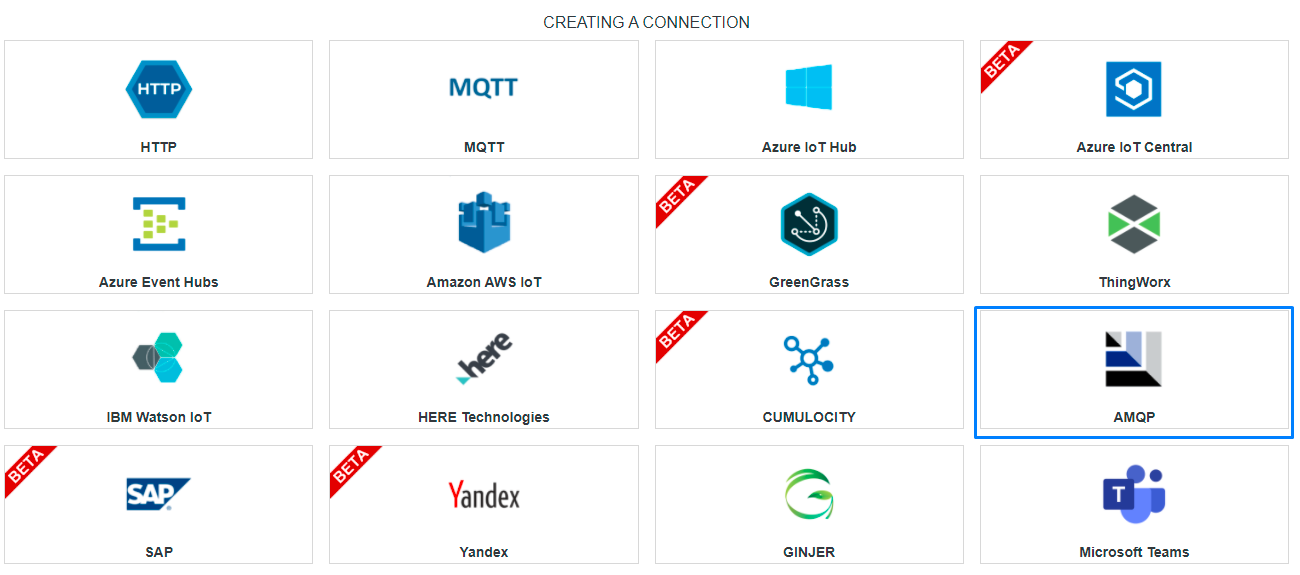 CREATING A CONNECTION
HTTP
HTTP
MQTT
MQTT
Azure IoT Hub
BETA
Azure IoT Central
Azure Event Hubs
Amazon AWS IoT
BETA
GreenGrass
ThingWorx
IBM Watson IoT
here
HERE Technologies
BETA
CUMULOCITY
AMQP
BETA
SAP
SAP
BETA
Yandex
Yandex
GINJER
T
Microsoft Teams